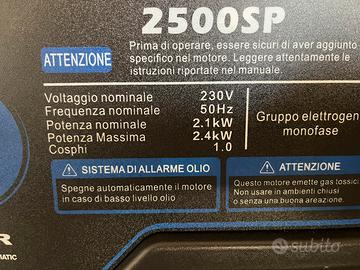 2500SP
ATTENZIONE
Prima di operare, essere sicuri di aver aggiunto
specifico nel motore. Leggere attentamente le
istruzioni riportate nel manuale.
Voltaggio nominale 230V
Frequenza nominale 50Hz
Potenza nominale 2.1kW
Potenza Massima 2.4kW
Cosphi 1.0
Gruppo elettrogen
monofase
SISTEMA DI ALLARME OLIO
Spegne automaticamente il motore
in caso di basso livello olio
ATTENZIONE
Questo motore emette gas tossici
Non usare in ambienti chiusi
o senza una buona areazione.
R
MATIC
subito